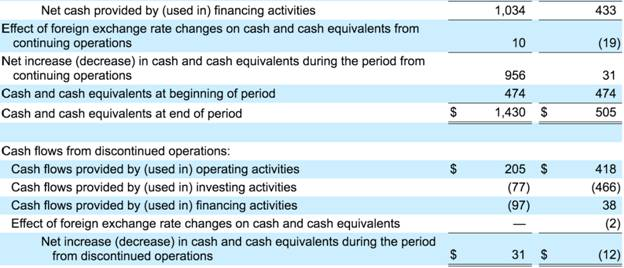 Net cash provided by (used in) financing activities 1,034 433
Effect of foreign exchange rate changes on cash and cash equivalents from
continuing operations 10 (19)
Net increase (decrease) in cash and cash equivalents during the period from
continuing operations 956 31
Cash and cash equivalents at beginning of period 474 474
Cash and cash equivalents at end of period $ 1,430 $ 505
Cash flows from discontinued operations:
Cash flows provided by (used in) operating activities $ 205 $ 418
Cash flows provided by (used in) investing activities (77) (466)
Cash flows provided by (used in) financing activities (97) 38
Effect of foreign exchange rate changes on cash and cash equivalents — (2)
Net increase (decrease) in cash and cash equivalents during the period
from discontinued operations $ 31 $ (12)